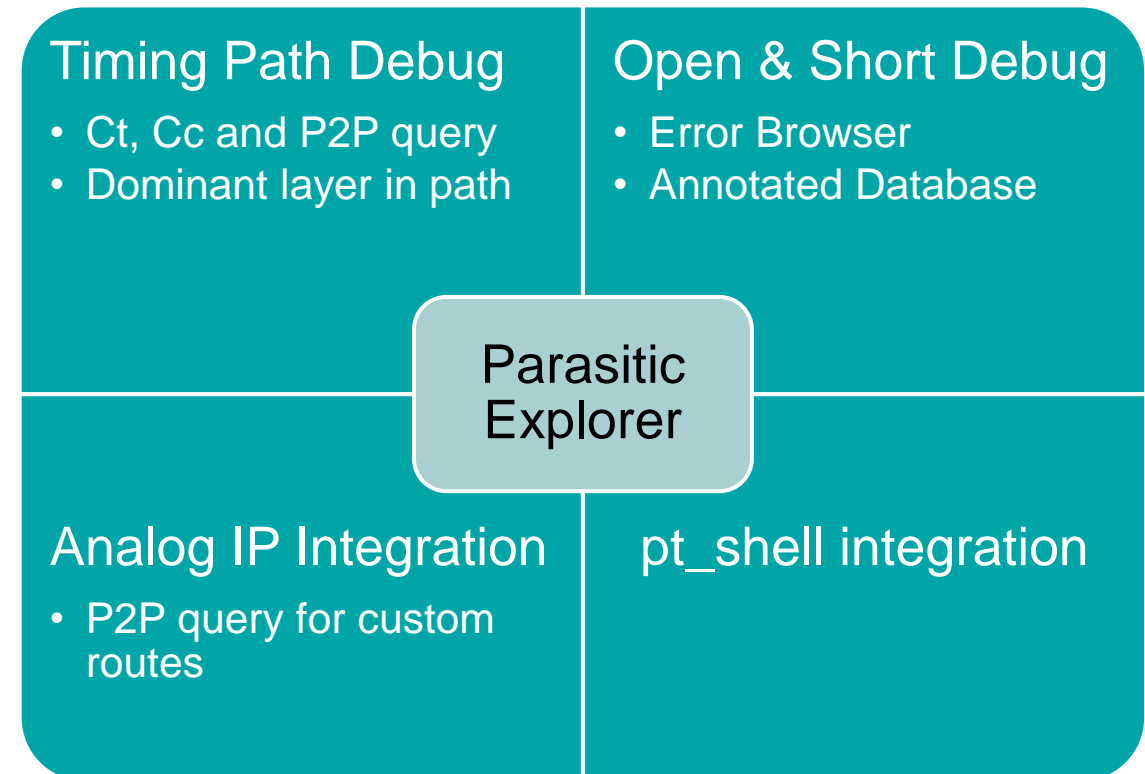 Timing Path Debug
• Ct, Cc and P2P query
• Dominant layer in path
Open & Short Debug
• Error Browser
• Annotated Database
Parasitic
Explorer
Analog IP Integration
• P2P query for custom
routes
pt_shell integration